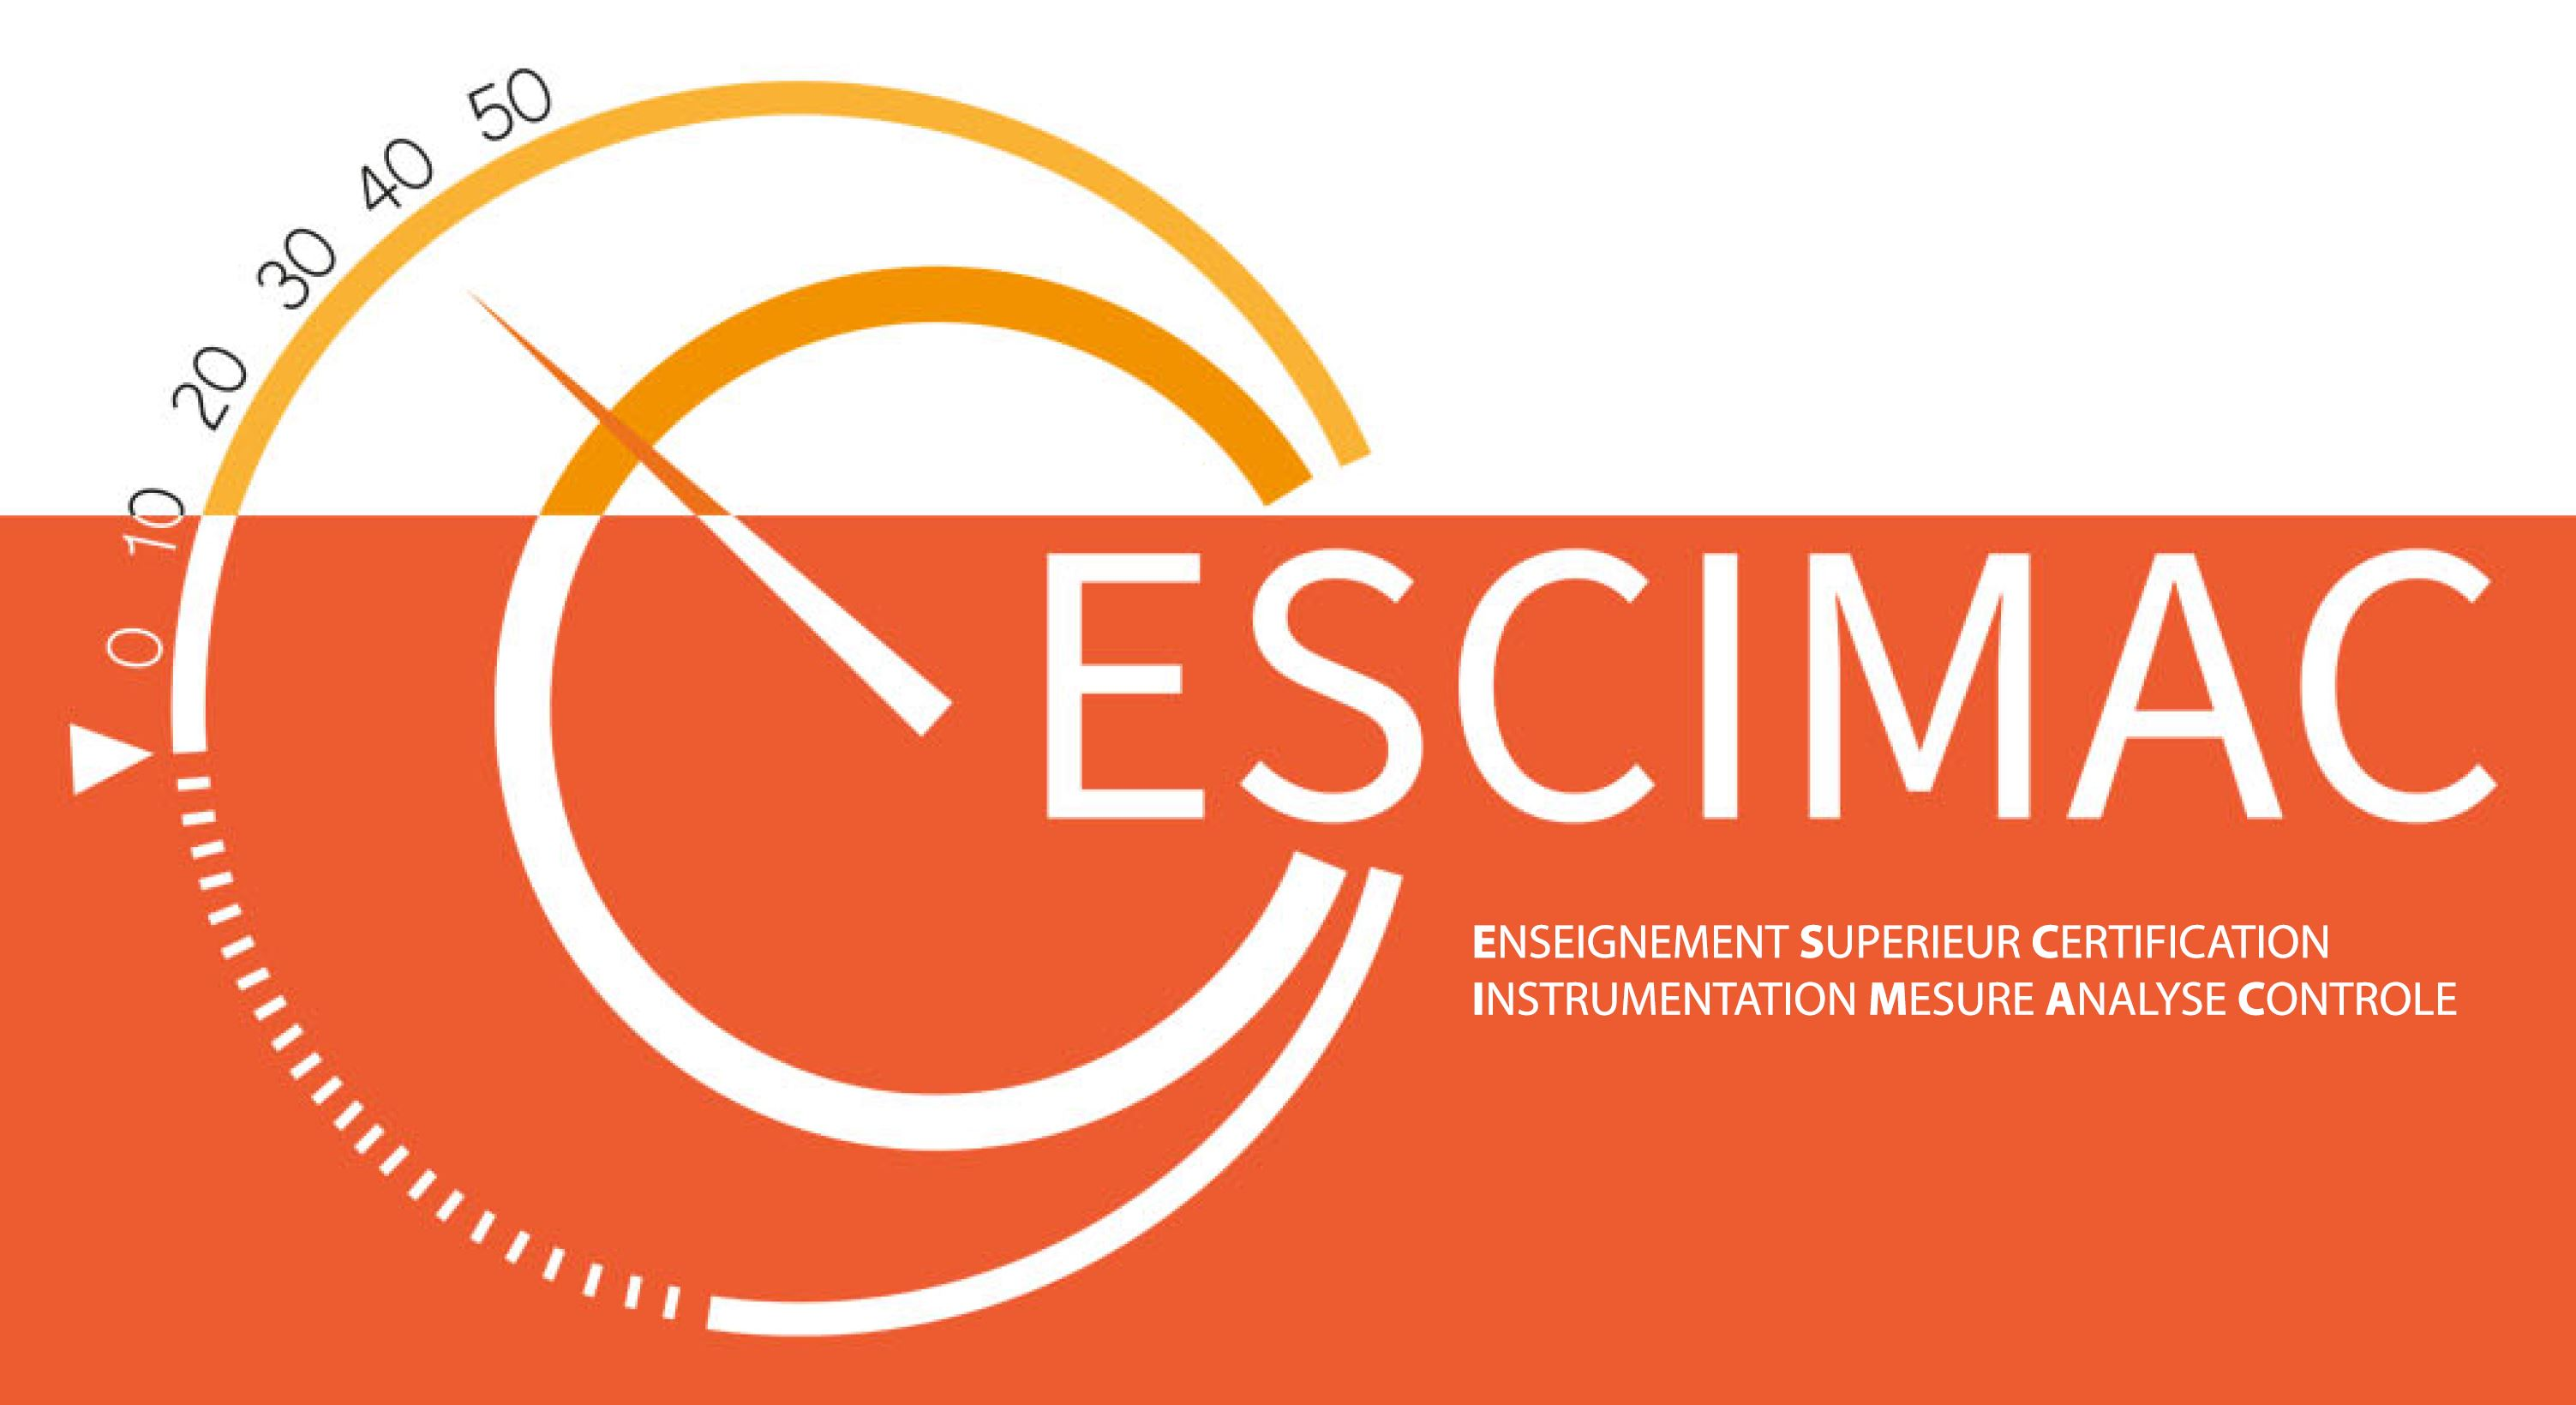 50
40
30
20
10
0
ESCIMAC
ENSEIGNEMENT SUPERIEUR CERTIFICATION
INSTRUMENTATION MESURE ANALYSE CONTROLE